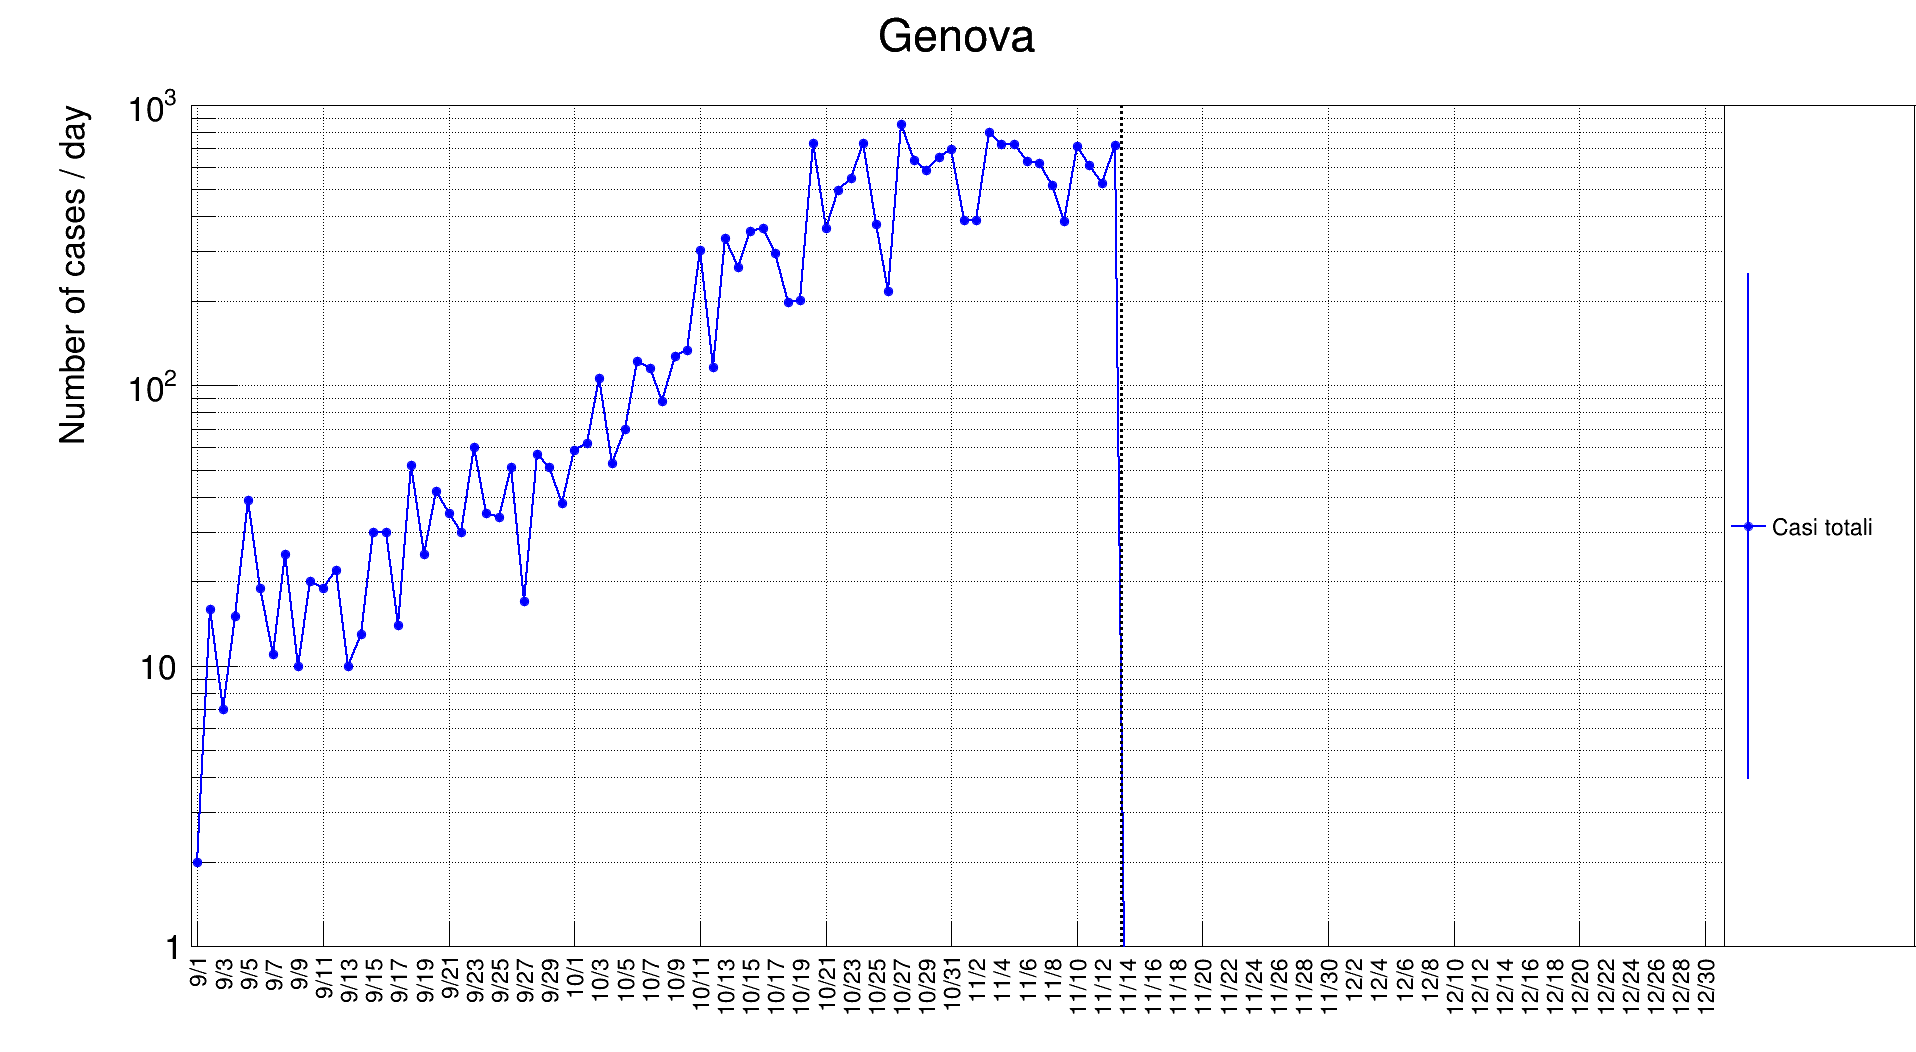 Genova
Number of cases / day
10³
10²
10
1
9/1 9/3 9/5 9/7 9/9 9/11 9/13 9/15 9/17 9/19 9/21 9/23 9/25 9/27 9/29 10/1 10/3 10/5 10/7 10/9 10/11 10/13 10/15 10/17 10/19 10/21 10/23 10/25 10/27 10/29 10/31 11/2 11/4 11/6 11/8 11/10 11/12 11/14 11/16 11/18 11/20 11/22 11/24 11/26 11/28 11/30 12/2 12/4 12/6 12/8 12/10 12/12 12/14 12/16 12/18 12/20 12/22 12/24 12/26 12/28 12/30
Casi totali